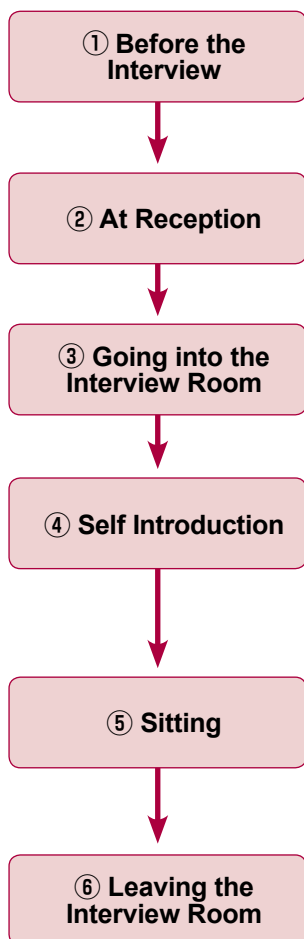 ① Before the
Interview
② At Reception
③ Going into the
Interview Room
④ Self Introduction
⑤ Sitting
⑥ Leaving the
Interview Room